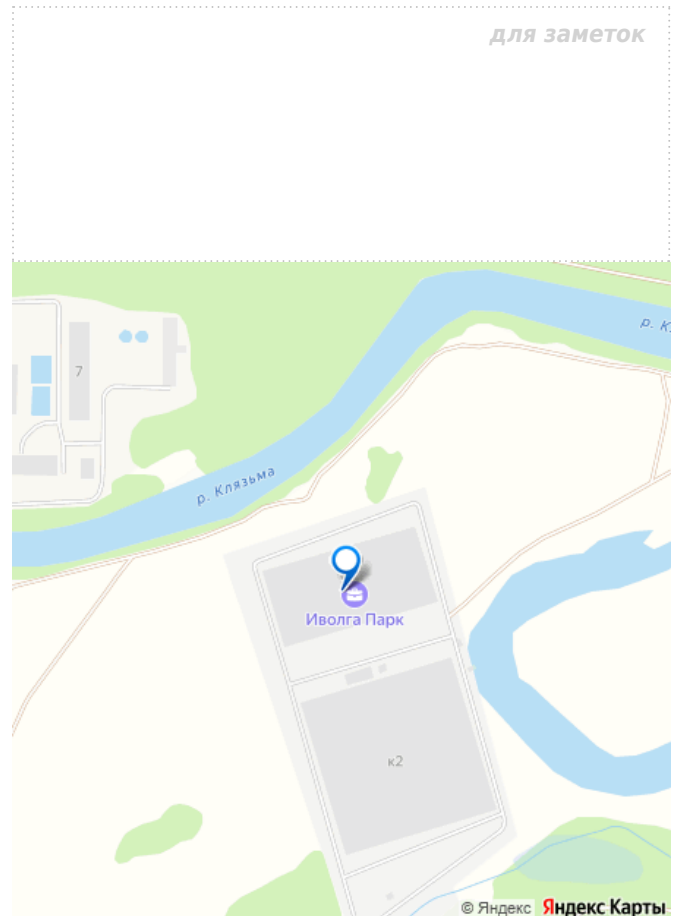 для заметок
р. К
7
р. Клязьма
Иволга Парк
к2
© Яндекс Яндекс Карты